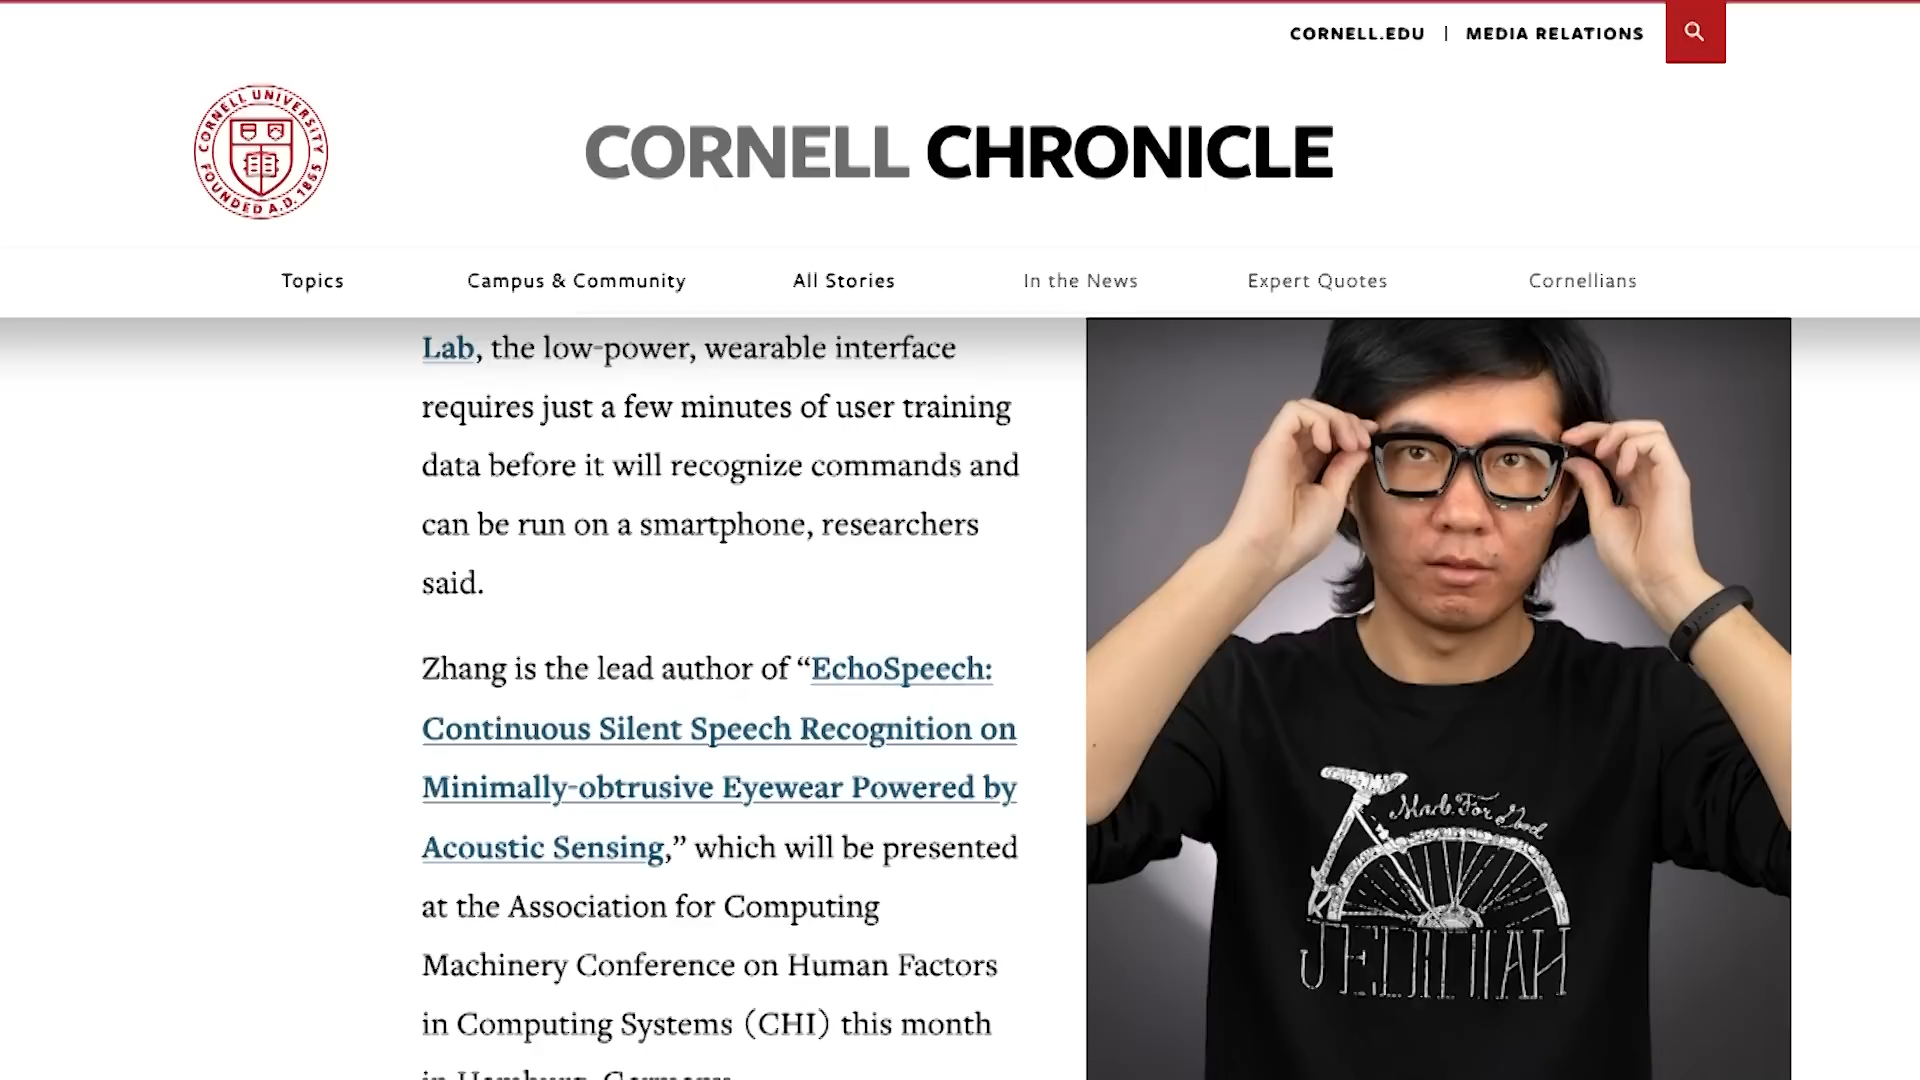 CORNELL.EDU | MEDIA RELATIONS
CORNELL UNIVERSITY
FOUNDED A.D. 1865
CORNELL CHRONICLE
Topics Campus & Community All Stories In the News Expert Quotes Cornellians
Lab, the low-power, wearable interface
requires just a few minutes of user training
data before it will recognize commands and
can be run on a smartphone, researchers
said.
Zhang is the lead author of “EchoSpeech:
Continuous Silent Speech Recognition on
Minimally-obtrusive Eyewear Powered by
Acoustic Sensing,” which will be presented
at the Association for Computing
Machinery Conference on Human Factors
in Computing Systems (CHI) this month
in Hamburg, Germany.
Made For